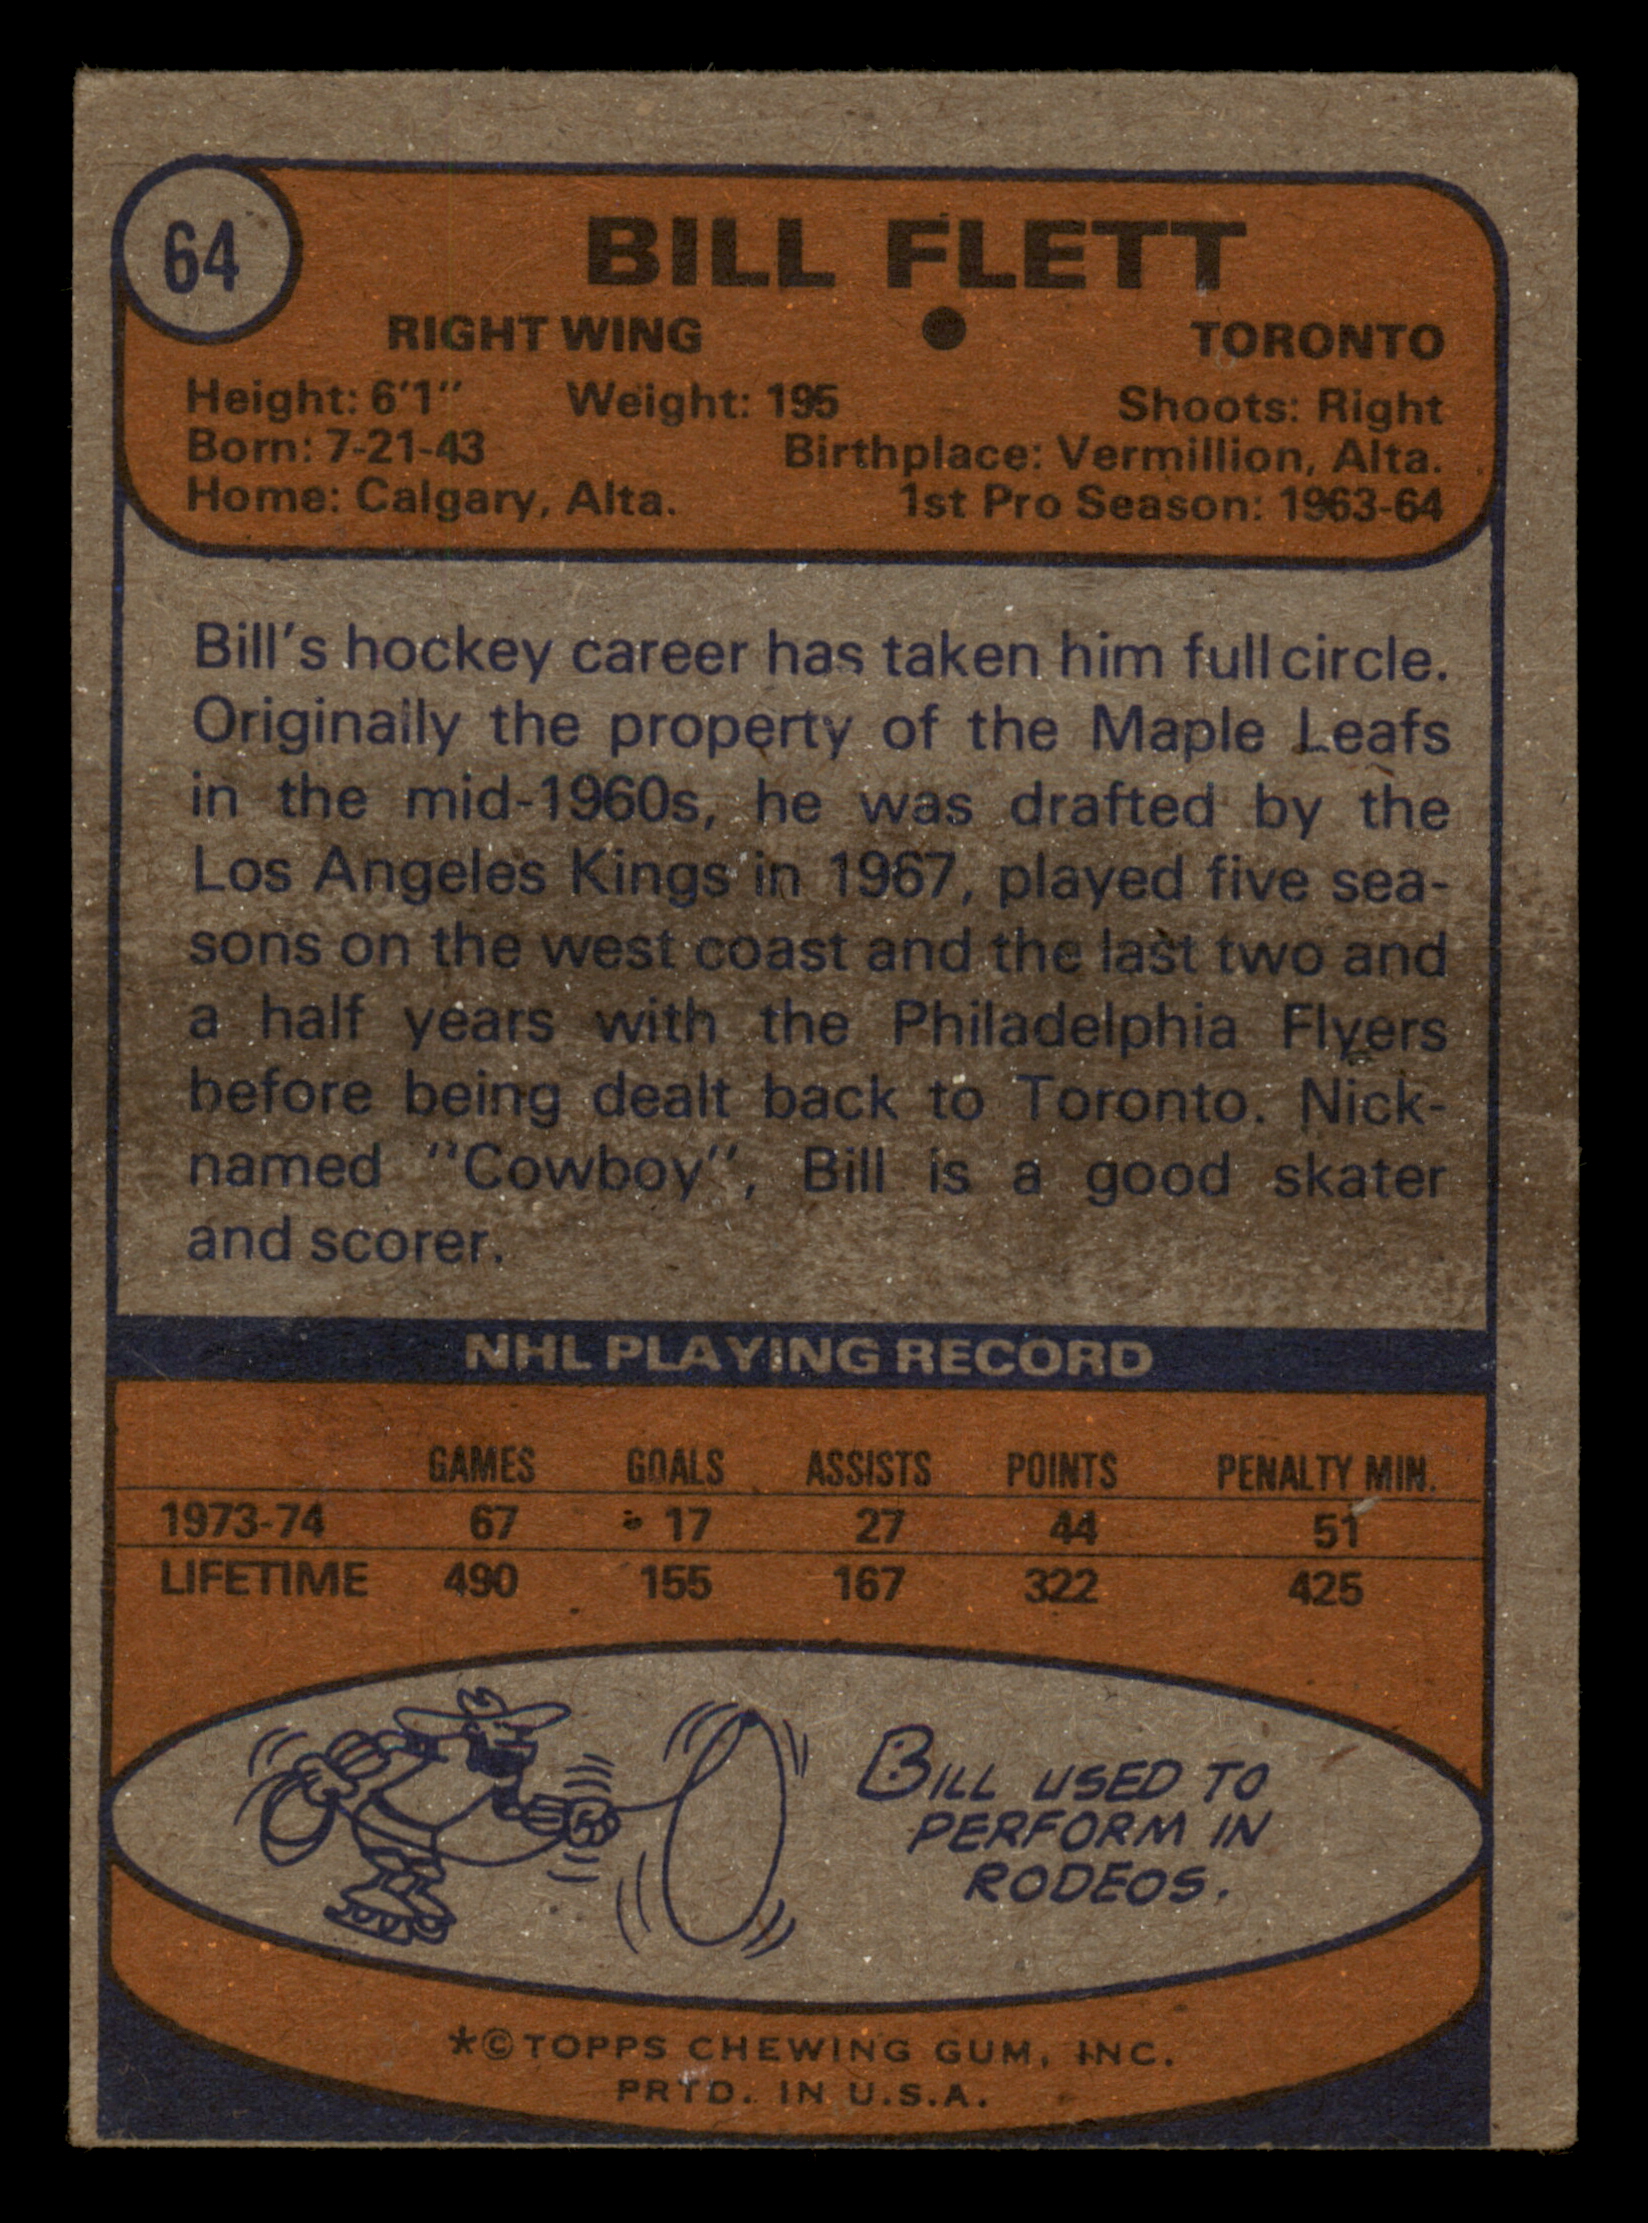 64
BILL FLETT
RIGHT WING ● TORONTO
Height: 6'1" Weight: 195 Shoots: Right
Born: 7-21-43 Birthplace: Vermillion, Alta.
Home: Calgary, Alta. 1st Pro Season: 1963-64
Bill's hockey career has taken him full circle.
Originally the property of the Maple Leafs
in the mid-1960s, he was drafted by the
Los Angeles Kings in 1967, played five sea-
sons on the west coast and the last two and
a half years with the Philadelphia Flyers
before being dealt back to Toronto. Nick-
named "Cowboy", Bill is a good skater
and scorer.
NHL PLAYING RECORD
GAMES GOALS ASSISTS POINTS PENALTY MIN.
1973-74 67 17 27 44 51
LIFETIME 490 155 167 322 425
BILL USED TO
PERFORM IN
RODEOS.
*©TOPPS CHEWING GUM, INC.
PRTD. IN U.S.A.